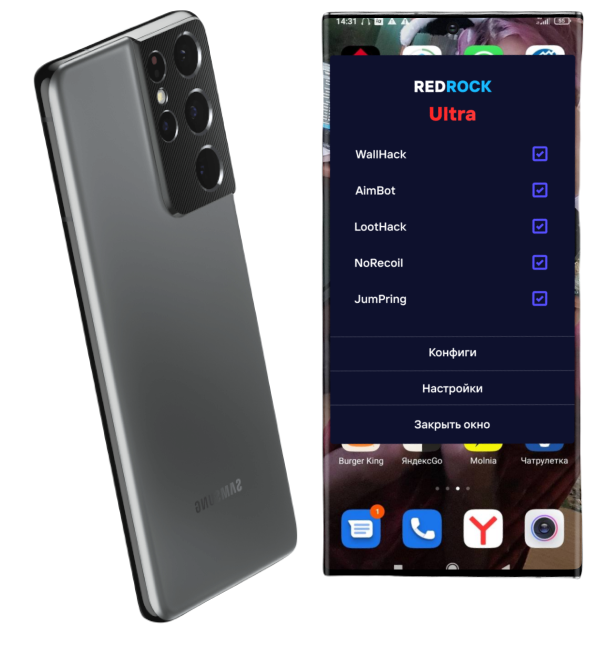 14:31
REDROCK
Ultra
WallHack
AimBot
LootHack
NoRecoil
JumPring
Конфиги
Настройки
Закрыть окно
Burger King ЯндексGo Molnia Чатрулетка
1
SAMSUNG